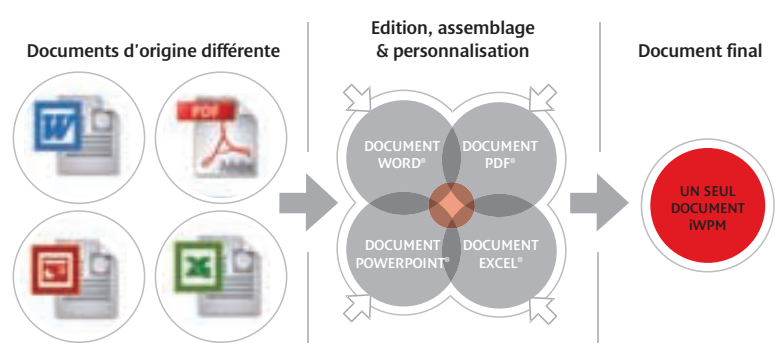 Documents d'origine différente
Edition, assemblage
& personnalisation
Document final
W
PDF
Adobe
X
DOCUMENT
WORD®
DOCUMENT
PDF®
DOCUMENT
POWERPOINT®
DOCUMENT
EXCEL®
UN SEUL
DOCUMENT
iWPM